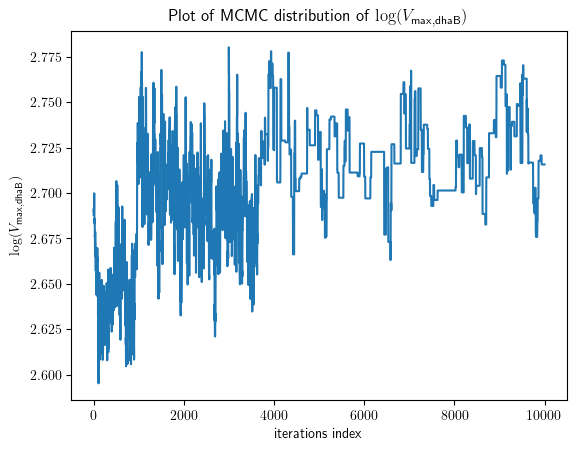 Plot of MCMC distribution of log(V_max,dhaB)
log(V_max,dhaB)
2.775
2.750
2.725
2.700
2.675
2.650
2.625
2.600
0 2000 4000 6000 8000 10000
iterations index